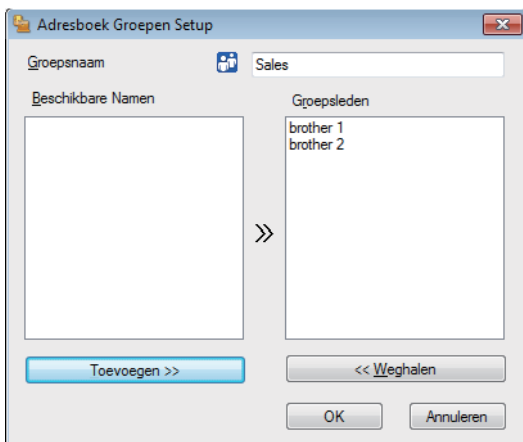 Adresboek Groepen Setup
Groepsnaam
Sales
Beschikbare Namen
Groepsleden
brother 1
brother 2
Toevoegen >>
<< Weghalen
OK
Annuleren